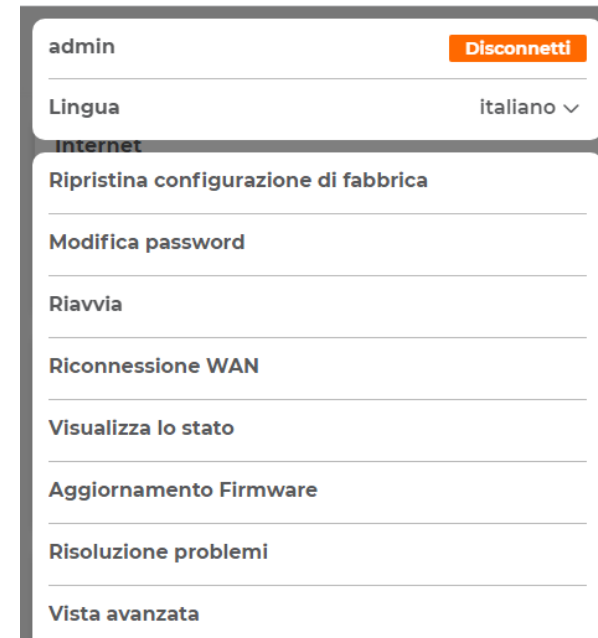 admin
Disconnetti
Lingua
italiano
Internet
Ripristina configurazione di fabbrica
Modifica password
Riavvia
Riconnessione WAN
Visualizza lo stato
Aggiornamento Firmware
Risoluzione problemi
Vista avanzata